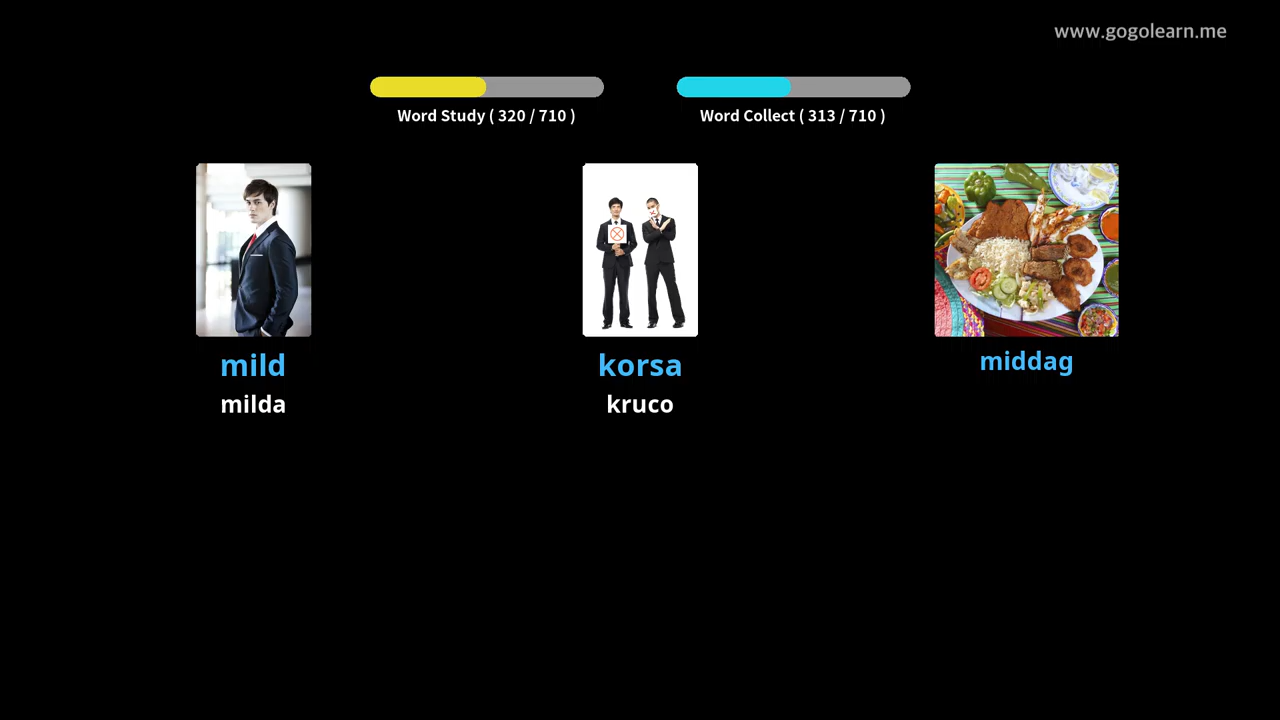 www.gogolearn.me
Word Study ( 320 / 710 )
Word Collect ( 313 / 710 )
mild
milda
korsa
kruco
middag